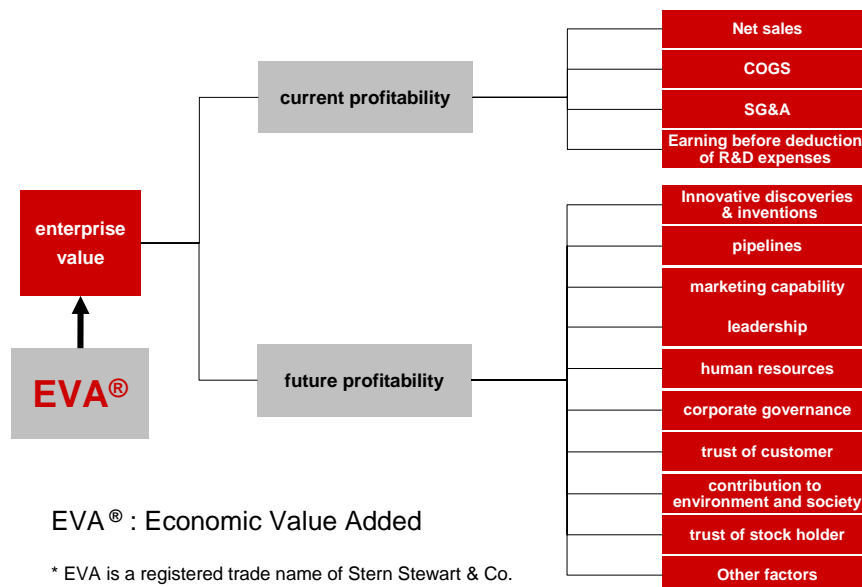 Net sales
COGS
current profitability
SG&A
Earning before deduction
of R&D expenses
Innovative discoveries
& inventions
enterprise
value
pipelines
marketing capability
leadership
EVA®
future profitability
human resources
corporate governance
trust of customer
contribution to
environment and society
EVA® : Economic Value Added
trust of stock holder
Other factors
* EVA is a registered trade name of Stern Stewart & Co.